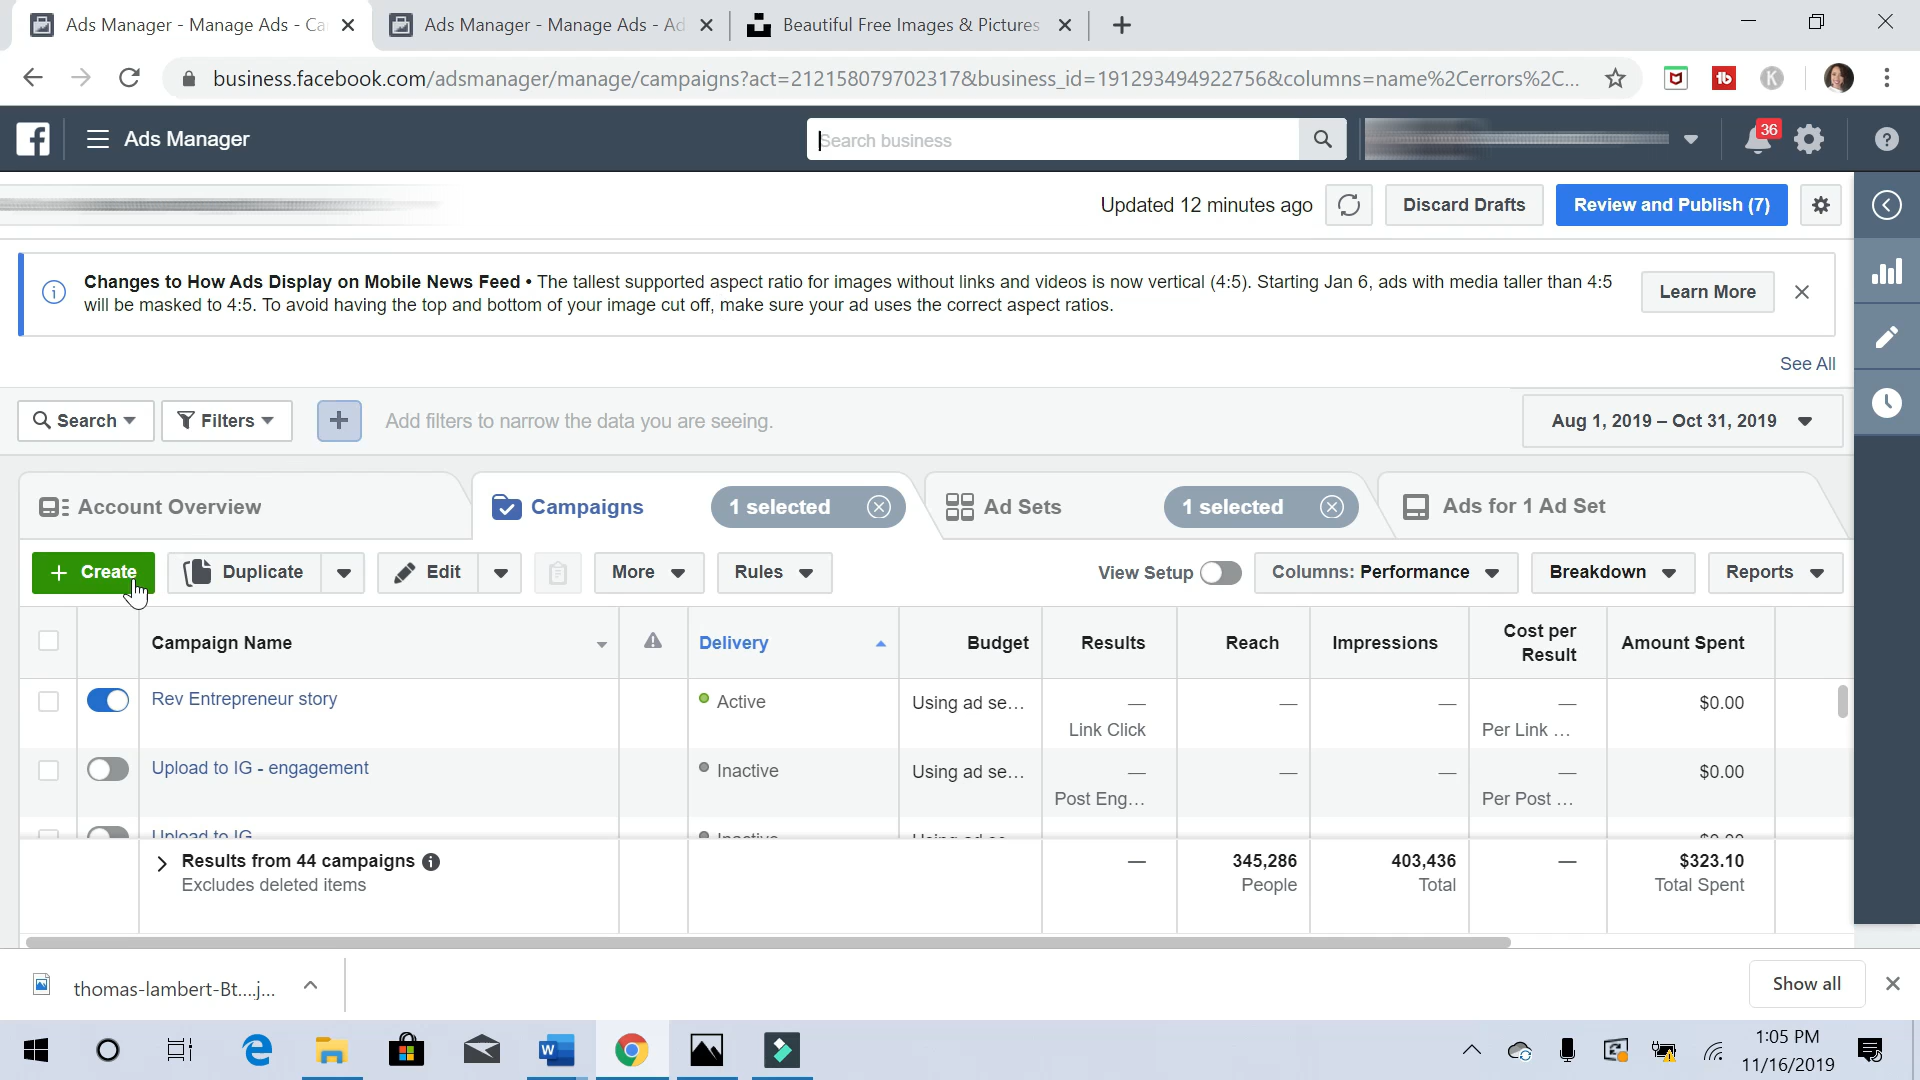 Ads Manager - Manage Ads - Ca
Ads Manager - Manage Ads - Ad
Beautiful Free Images & Pictures
business.facebook.com/adsmanager/manage/campaigns?act=212158079702317&business_id=191293494922756&columns=name%2Cerrors%2C...
Ads Manager
Search business
36
Updated 12 minutes ago
Discard Drafts
Review and Publish (7)
Changes to How Ads Display on Mobile News Feed • The tallest supported aspect ratio for images without links and videos is now vertical (4:5). Starting Jan 6, ads with media taller than 4:5
will be masked to 4:5. To avoid having the top and bottom of your image cut off, make sure your ad uses the correct aspect ratios.
Learn More
See All
Search
Filters
Add filters to narrow the data you are seeing.
Aug 1, 2019 – Oct 31, 2019
Account Overview
Campaigns
1 selected
Ad Sets
1 selected
Ads for 1 Ad Set
+ Create
Duplicate
Edit
More
Rules
View Setup
Columns: Performance
Breakdown
Reports
Campaign Name
Delivery
Budget
Results
Reach
Impressions
Cost per
Result
Amount Spent
Rev Entrepreneur story
Active
Using ad se...
—
Link Click
—
—
—
Per Link ...
$0.00
Upload to IG - engagement
Inactive
Using ad se...
—
Post Eng...
—
—
—
Per Post ...
$0.00
Upload to IG
Inactive
Using ad se...
$0.00
Results from 44 campaigns
Excludes deleted items
—
345,286
People
403,436
Total
—
$323.10
Total Spent
thomas-lambert-Bt....j...
Show all
1:05 PM
11/16/2019